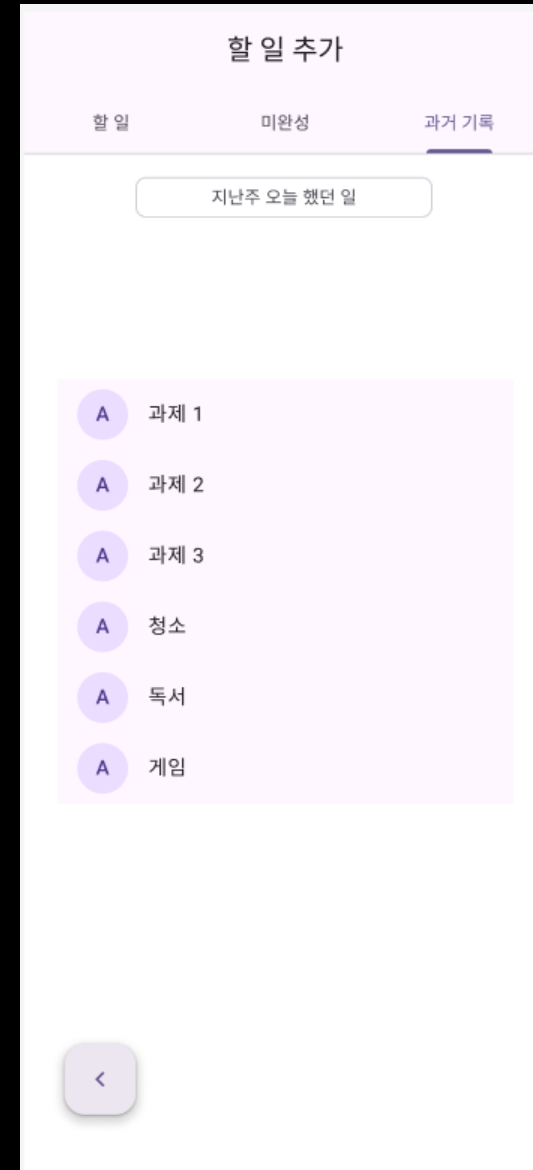 할 일 추가
할 일 미완성 과거 기록
지난주 오늘 했던 일
A 과제 1
A 과제 2
A 과제 3
A 청소
A 독서
A 게임